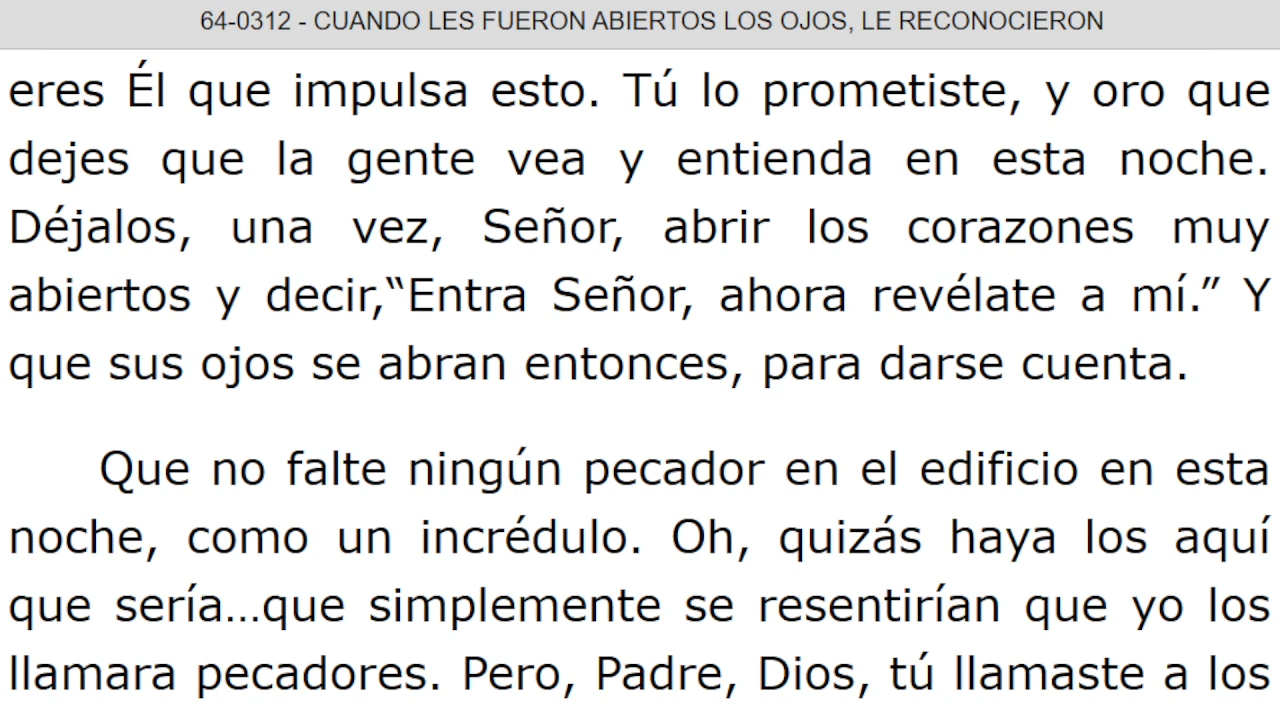 64-0312 - CUANDO LES FUERON ABIERTOS LOS OJOS, LE RECONOCIERON
eres Él que impulsa esto. Tú lo prometiste, y oro que
dejes que la gente vea y entienda en esta noche.
Déjalos, una vez, Señor, abrir los corazones muy
abiertos y decir,“Entra Señor, ahora revélate a mí.” Y
que sus ojos se abran entonces, para darse cuenta.
Que no falte ningún pecador en el edificio en esta
noche, como un incrédulo. Oh, quizás haya los aquí
que sería…que simplemente se resentirían que yo los
llamara pecadores. Pero, Padre, Dios, tú llamaste a los